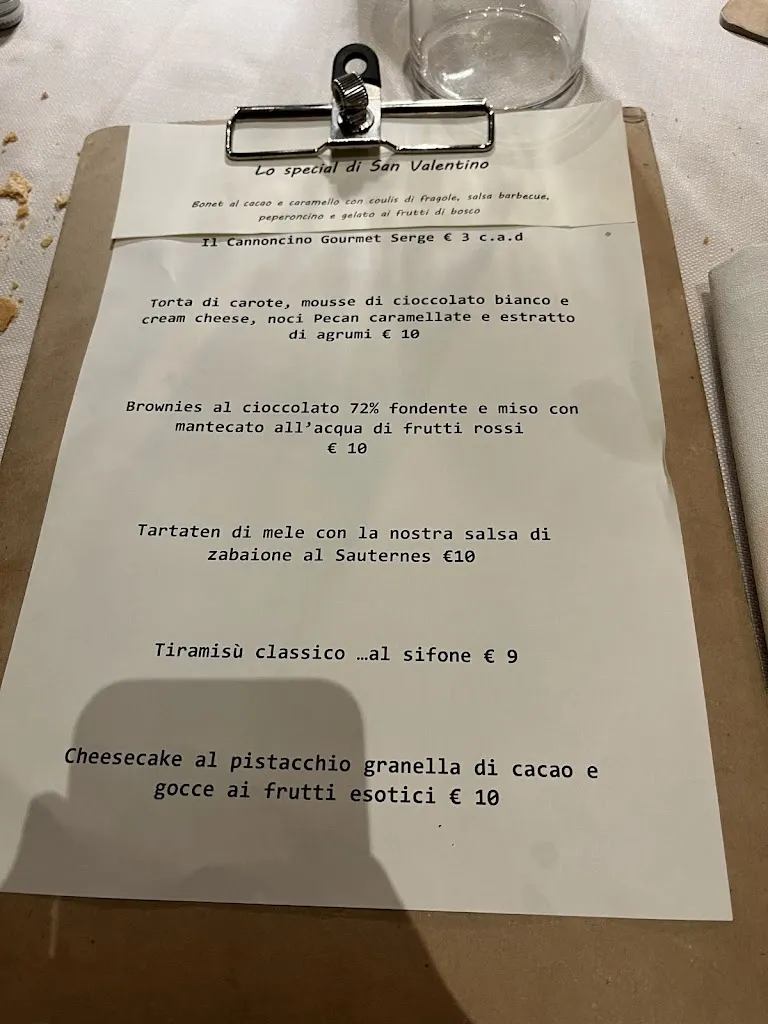 Lo special di San Valentino
Bonet al cacao e caramello con coulis di fragole, salsa barbecue,
peperoncino e gelato ai frutti di bosco
Il Cannoncino Gourmet Serge € 3 c.a.d
Torta di carote, mousse di cioccolato bianco e
cream cheese, noci Pecan caramellate e estratto
di agrumi € 10
Brownies al cioccolato 72% fondente e miso con
mantecato all’acqua di frutti rossi
€ 10
Tartaten di mele con la nostra salsa di
zabaione al Sauternes €10
Tiramisù classico …al sifone € 9
Cheesecake al pistacchio granella di cacao e
gocce ai frutti esotici € 10